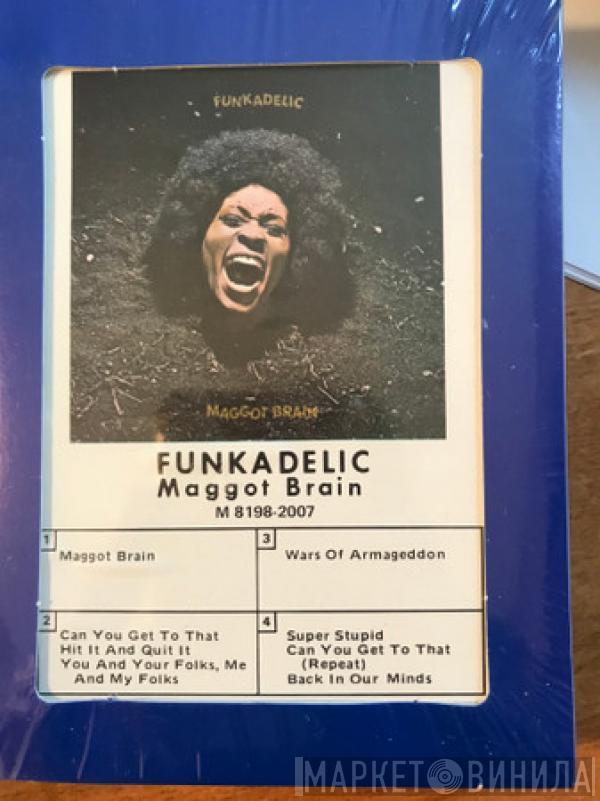 FUNKADELIC
MAGGOT BRAIN
FUNKADELIC
Maggot Brain
M 8198-2007
1
Maggot Brain
3
Wars Of Armageddon
2
Can You Get To That
Hit It And Quit It
You And Your Folks, Me
And My Folks
4
Super Stupid
Can You Get To That
(Repeat)
Back In Our Minds
МАРКЕТ ВИНИЛА